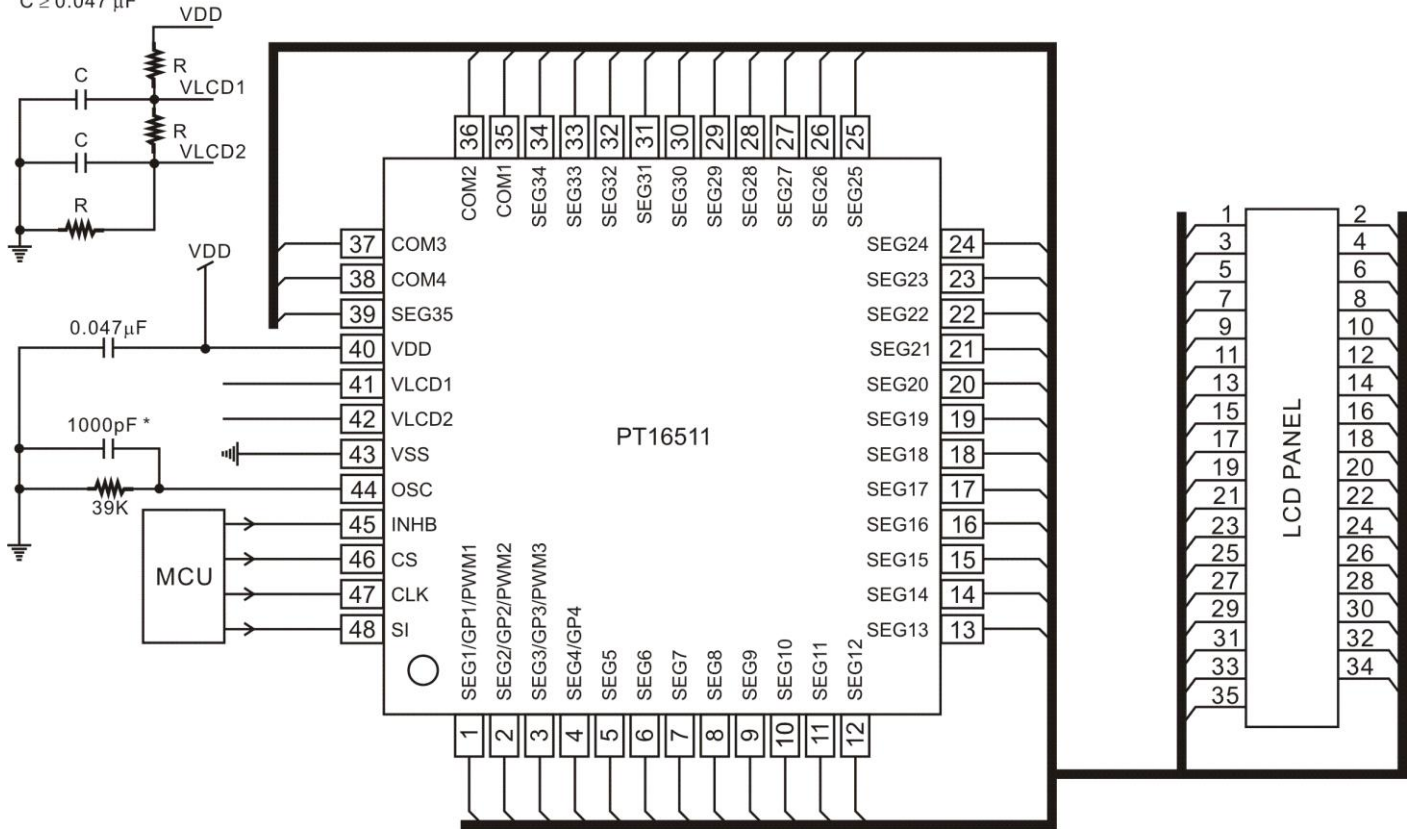 C ≥ 0.047 μF
VDD
R
C
VLCD1
R
C
VLCD2
R
VDD
0.047μF
1000pF *
39K
MCU
36 35 34 33 32 31 30 29 28 27 26 25
COM2 COM1 SEG34 SEG33 SEG32 SEG31 SEG30 SEG29 SEG28 SEG27 SEG26 SEG25
37 COM3
38 COM4
39 SEG35
40 VDD
41 VLCD1
42 VLCD2
43 VSS
44 OSC
45 INHB
46 CS
47 CLK
48 SI
PT16511
SEG24 24
SEG23 23
SEG22 22
SEG21 21
SEG20 20
SEG19 19
SEG18 18
SEG17 17
SEG16 16
SEG15 15
SEG14 14
SEG13 13
SEG1/GP1/PWM1 SEG2/GP2/PWM2 SEG3/GP3/PWM3 SEG4/GP4 SEG5 SEG6 SEG7 SEG8 SEG9 SEG10 SEG11 SEG12
1 2 3 4 5 6 7 8 9 10 11 12
1 2
3 4
5 6
7 8
9 10
11 12
13 14
15 16
17 18
19 20
21 22
23 24
25 26
27 28
29 30
31 32
33 34
35
LCD PANEL